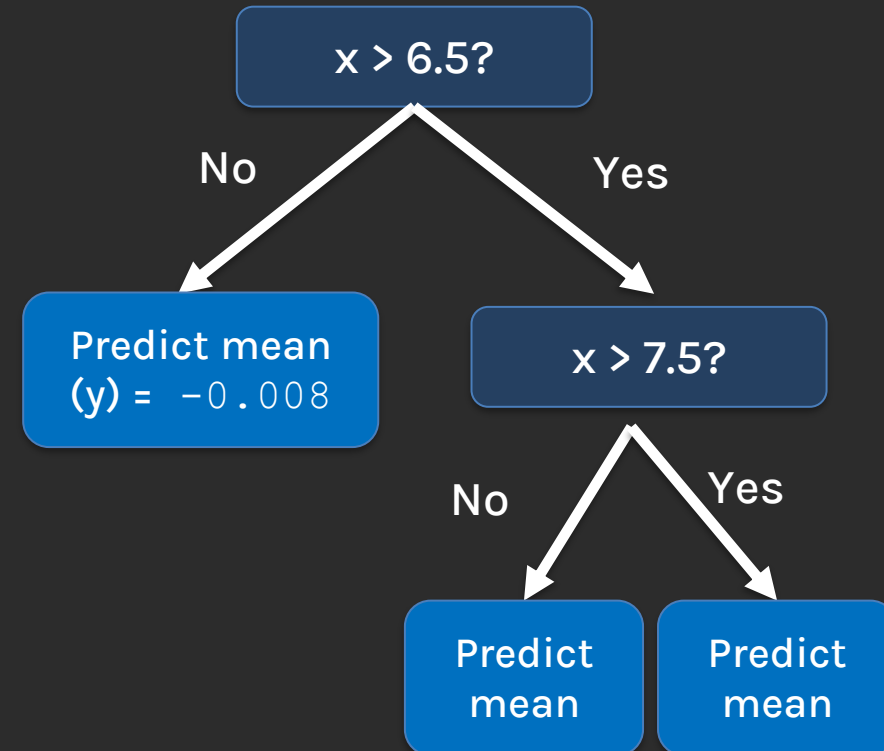 x > 6.5?
No
Yes
Predict mean
(y) = -0.008
x > 7.5?
No
Yes
Predict
mean
Predict
mean